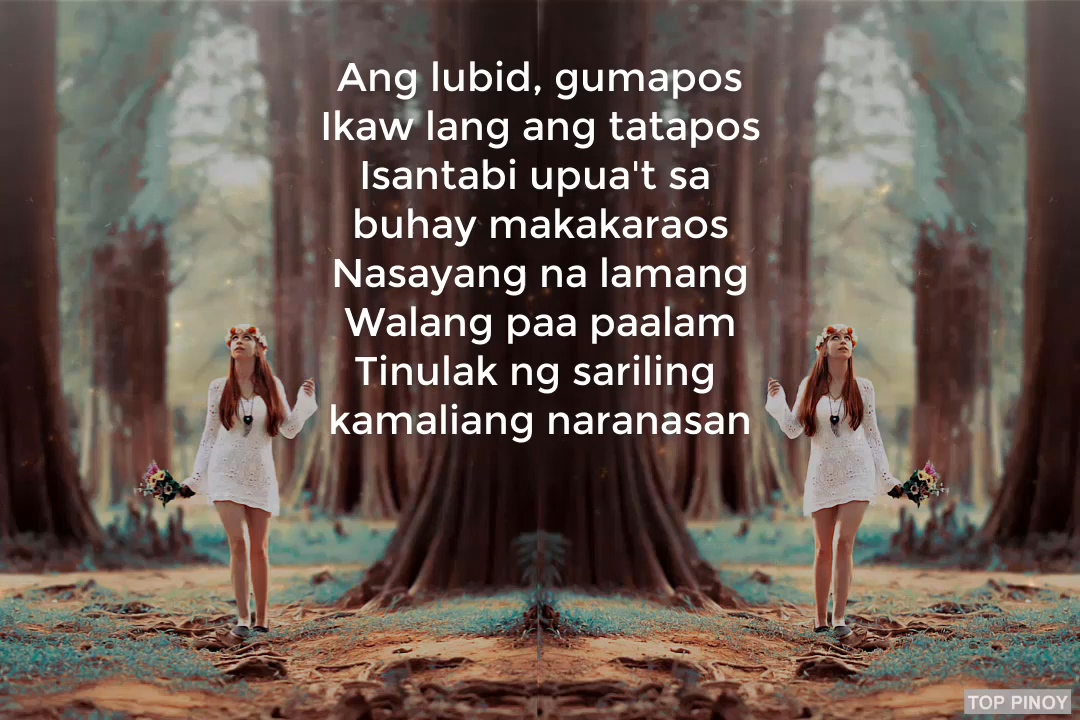 Ang lubid, gumapos
Ikaw lang ang tatapos
Isantabi upua't sa
buhay makakaraos
Nasayang na lamang
Walang paa paalam
Tinulak ng sariling
kamaliang naranasan
TOP PINOY